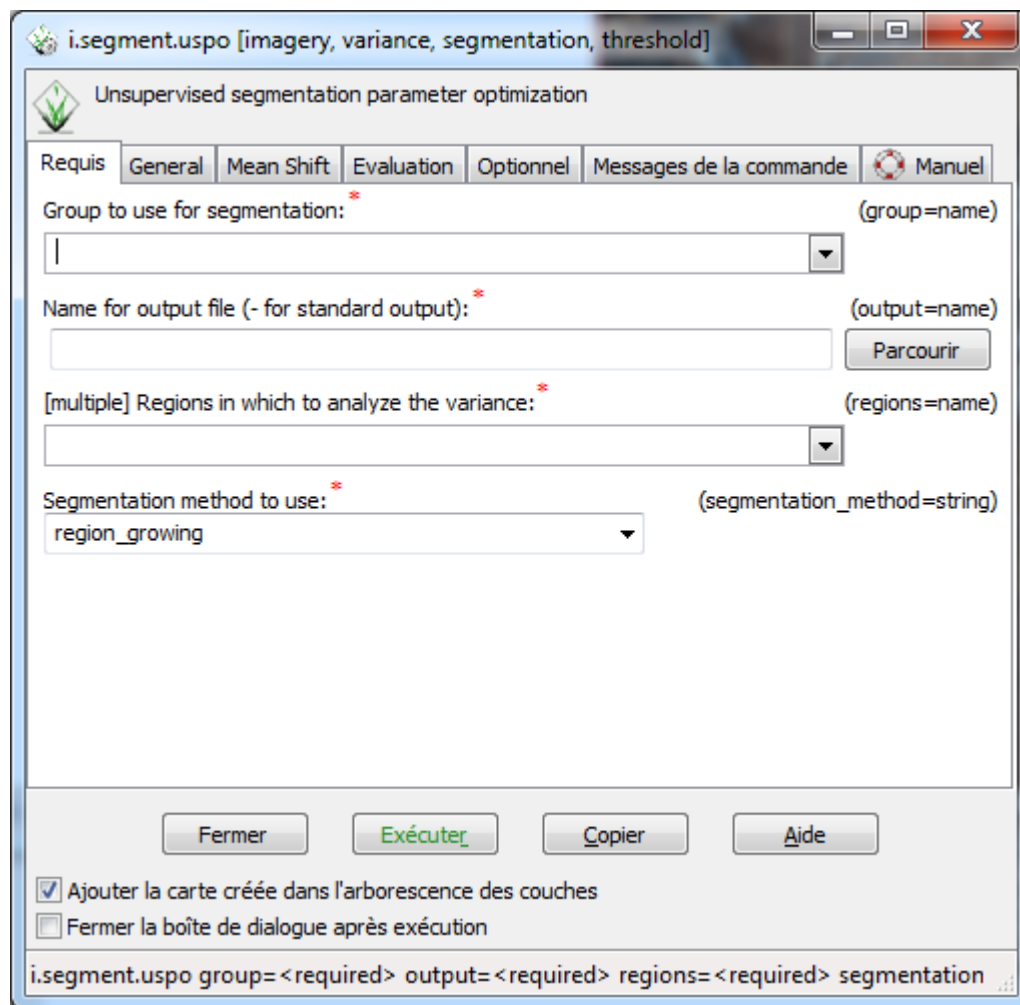 i.segment.uspo [imagery, variance, segmentation, threshold]
Unsupervised segmentation parameter optimization
Requis General Mean Shift Evaluation Optionnel Messages de la commande Manuel
Group to use for segmentation:* (group=name)
Name for output file (- for standard output):* (output=name)
Parcourir
[multiple] Regions in which to analyze the variance:* (regions=name)
Segmentation method to use:* (segmentation_method=string)
region_growing
Fermer Exécuter Copier Aide
Ajouter la carte créée dans l'arborescence des couches
Fermer la boîte de dialogue après exécution
i.segment.uspo group=<required> output=<required> regions=<required> segmentation